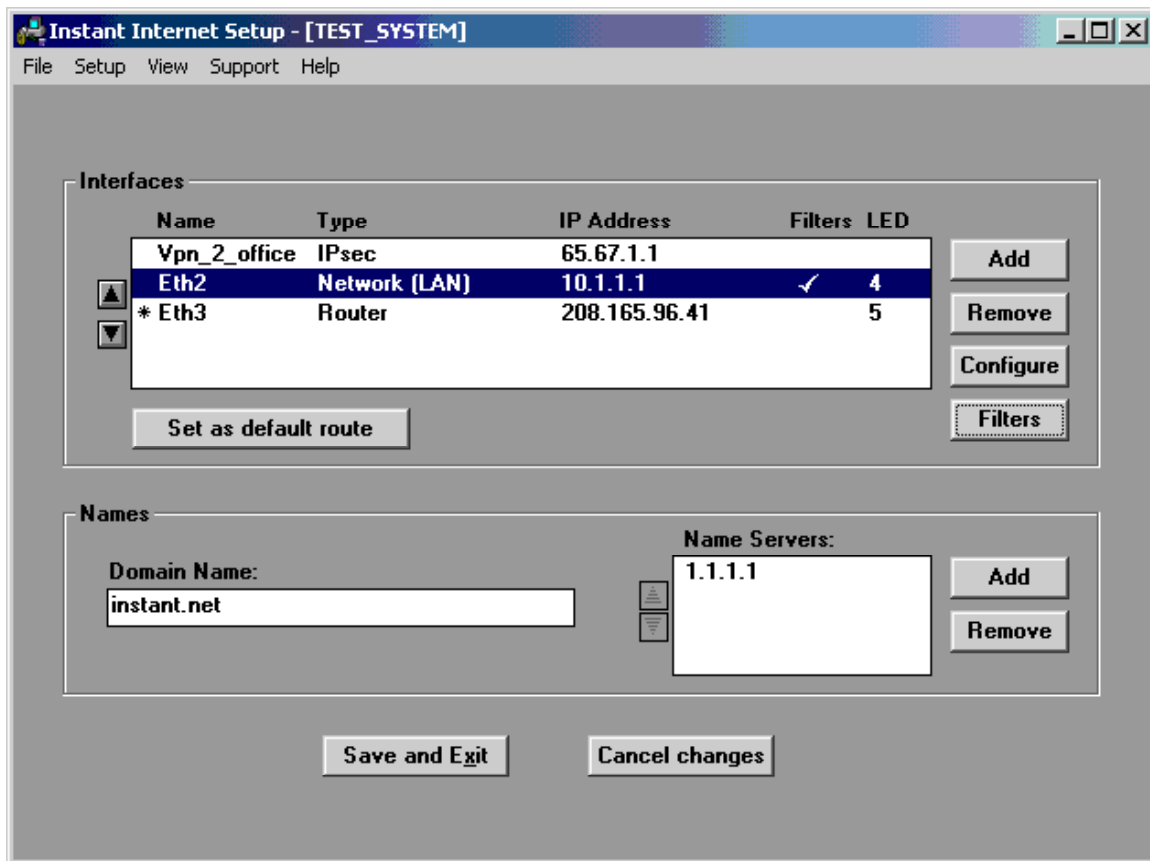 Instant Internet Setup - [TEST_SYSTEM]
File Setup View Support Help
Interfaces
Name Type IP Address Filters LED
Vpn_2_office IPsec 65.67.1.1
Eth2 Network (LAN) 10.1.1.1 ✓ 4
* Eth3 Router 208.165.96.41 5
Add
Remove
Configure
Filters
Set as default route
Names
Domain Name:
instant.net
Name Servers:
1.1.1.1
Add
Remove
Save and Exit Cancel changes